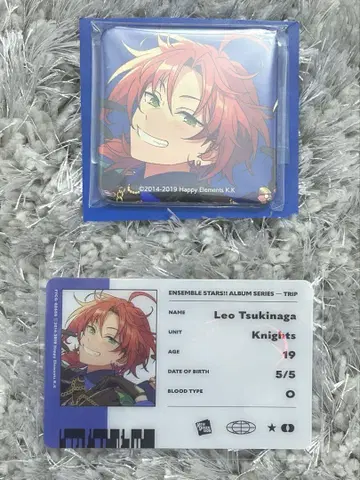 ©2014-2019 Happy Elements K.K
ENSEMBLE STARS!! ALBUM SERIES — TRIP
NAME Leo Tsukinaga
UNIT Knights
AGE 19
DATE OF BIRTH 5/5
BLOOD TYPE O